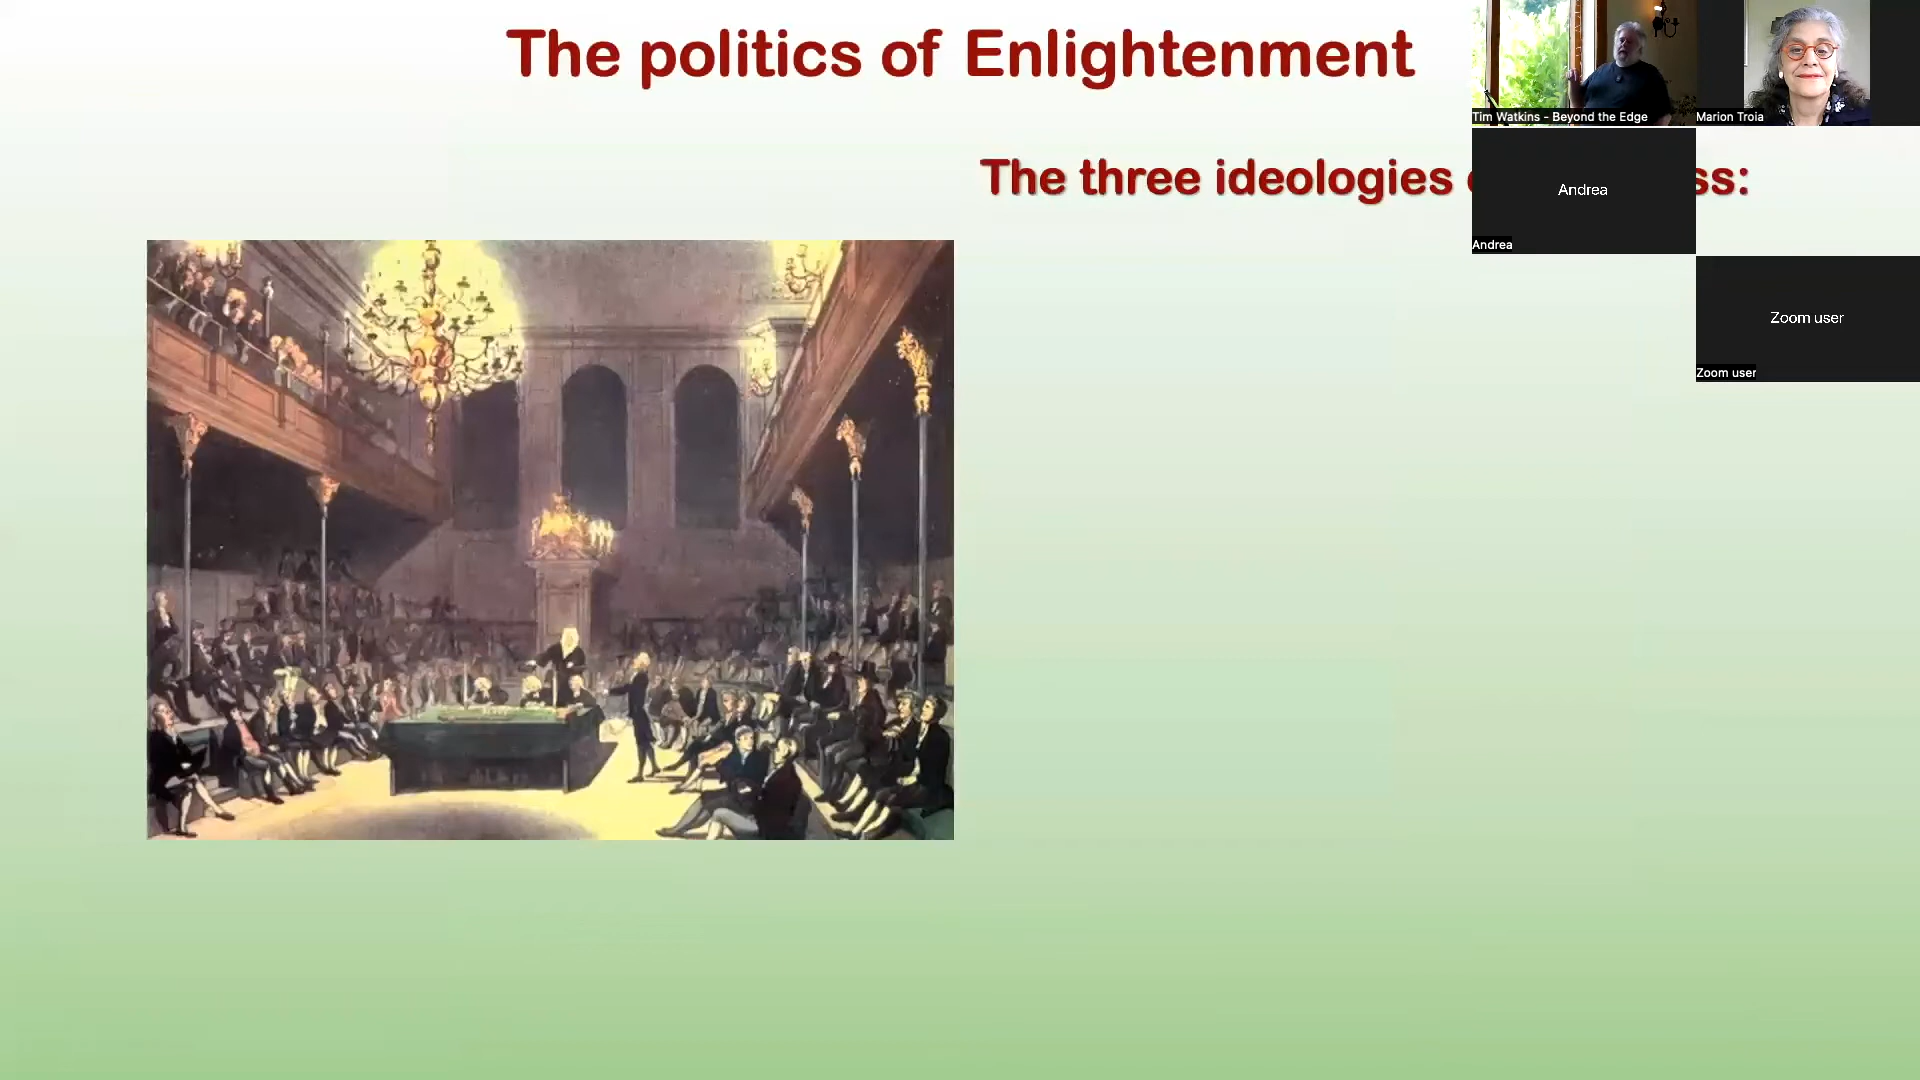 The politics of Enlightenment
Tim Watkins - Beyond the Edge
Marion Troia
The three ideologies
ss:
Andrea
Andrea
Zoom user
Zoom user